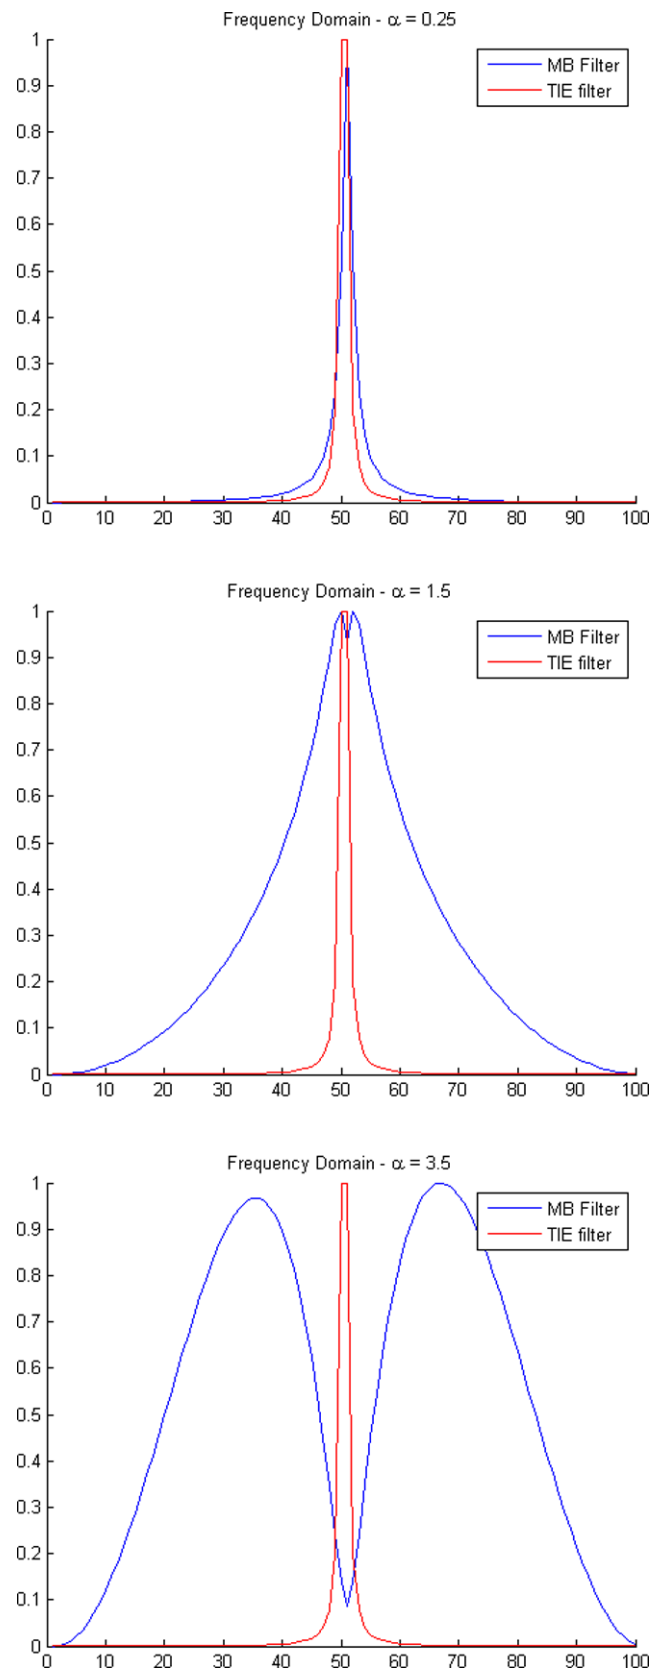 Frequency Domain - α = 0.25
1
0.9
0.8
0.7
0.6
0.5
0.4
0.3
0.2
0.1
0
0 10 20 30 40 50 60 70 80 90 100
MB Filter
TIE filter
Frequency Domain - α = 1.5
1
0.9
0.8
0.7
0.6
0.5
0.4
0.3
0.2
0.1
0
0 10 20 30 40 50 60 70 80 90 100
MB Filter
TIE filter
Frequency Domain - α = 3.5
1
0.9
0.8
0.7
0.6
0.5
0.4
0.3
0.2
0.1
0
0 10 20 30 40 50 60 70 80 90 100
MB Filter
TIE filter